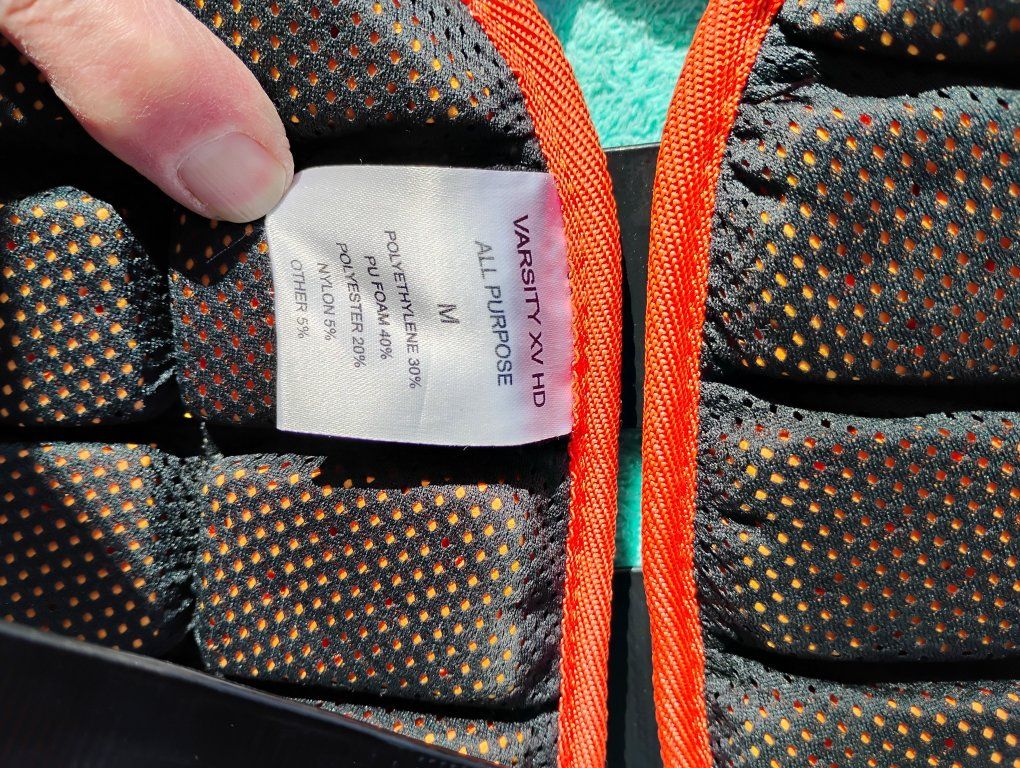 VARSITY XV HD
ALL PURPOSE
M
POLYETHYLENE 30%
PU FOAM 40%
POLYESTER 20%
NYLON 5%
OTHER 5%